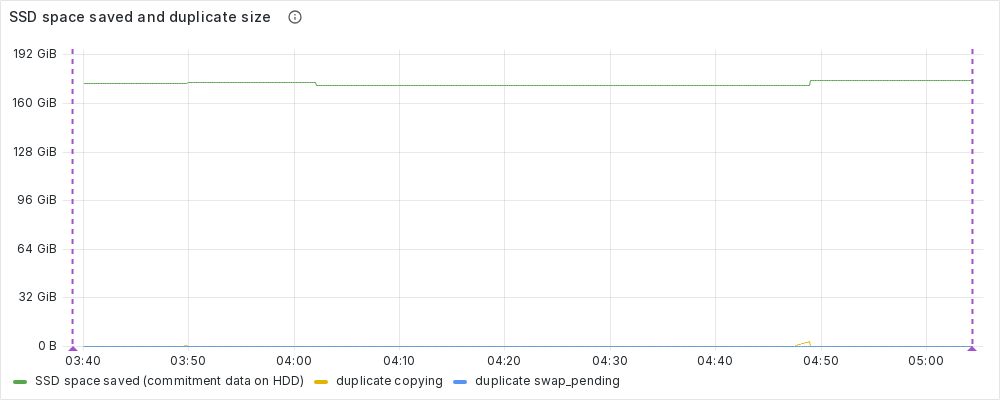 SSD space saved and duplicate size
192 GiB
160 GiB
128 GiB
96 GiB
64 GiB
32 GiB
0 B
03:40 03:50 04:00 04:10 04:20 04:30 04:40 04:50 05:00
SSD space saved (commitment data on HDD) duplicate copying duplicate swap_pending